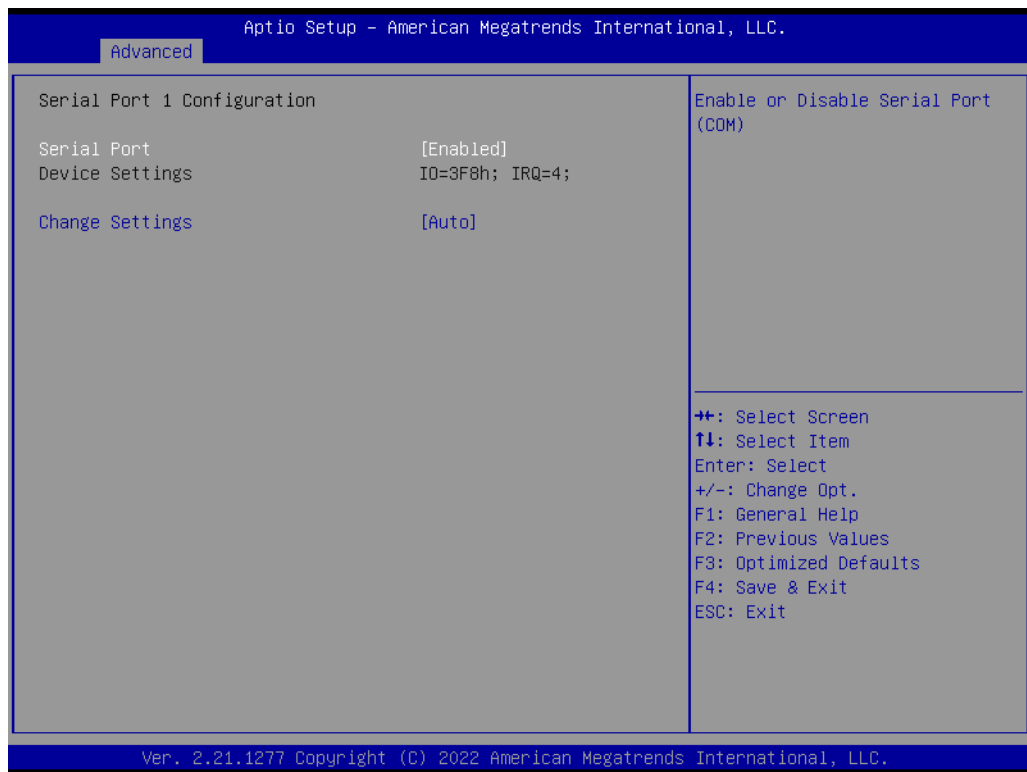 Aptio Setup – American Megatrends International, LLC.
Advanced
Serial Port 1 Configuration
Serial Port [Enabled]
Device Settings IO=3F8h; IRQ=4;
Change Settings [Auto]
Enable or Disable Serial Port
(COM)
→←: Select Screen
↑↓: Select Item
Enter: Select
+/-: Change Opt.
F1: General Help
F2: Previous Values
F3: Optimized Defaults
F4: Save & Exit
ESC: Exit
Ver. 2.21.1277 Copyright (C) 2022 American Megatrends International, LLC.